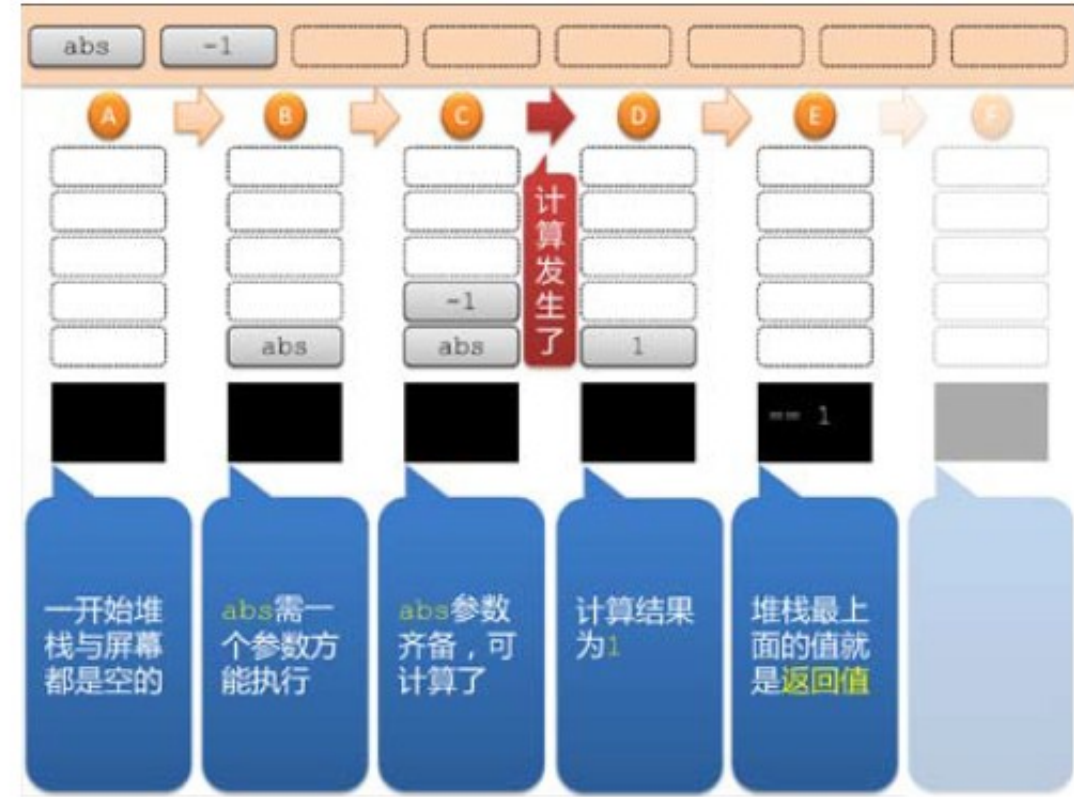 abs -1
A B C D E F
计算发生了
-1
abs abs 1
== 1
一开始堆
栈与屏幕
都是空的
abs需一
个参数方
能执行
abs参数
齐备，可
计算了
计算结果
为1
堆栈最上
面的值就
是返回值